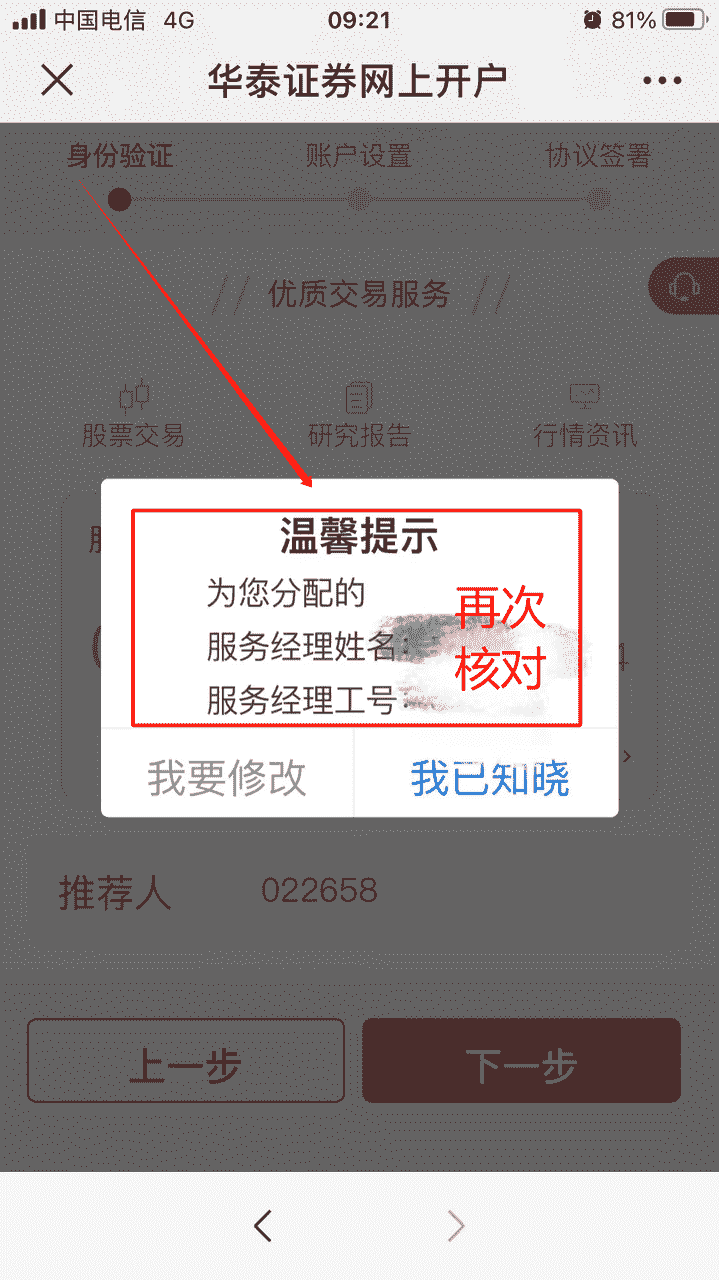 中国电信 4G 09:21 81%
华泰证券网上开户
身份验证 账户设置 协议签署
优质交易服务
股票交易 研究报告 行情资讯
温馨提示
为您分配的
服务经理姓名：
服务经理工号：
再次
核对
我要修改 我已知晓
推荐人 022658
上一步 下一步